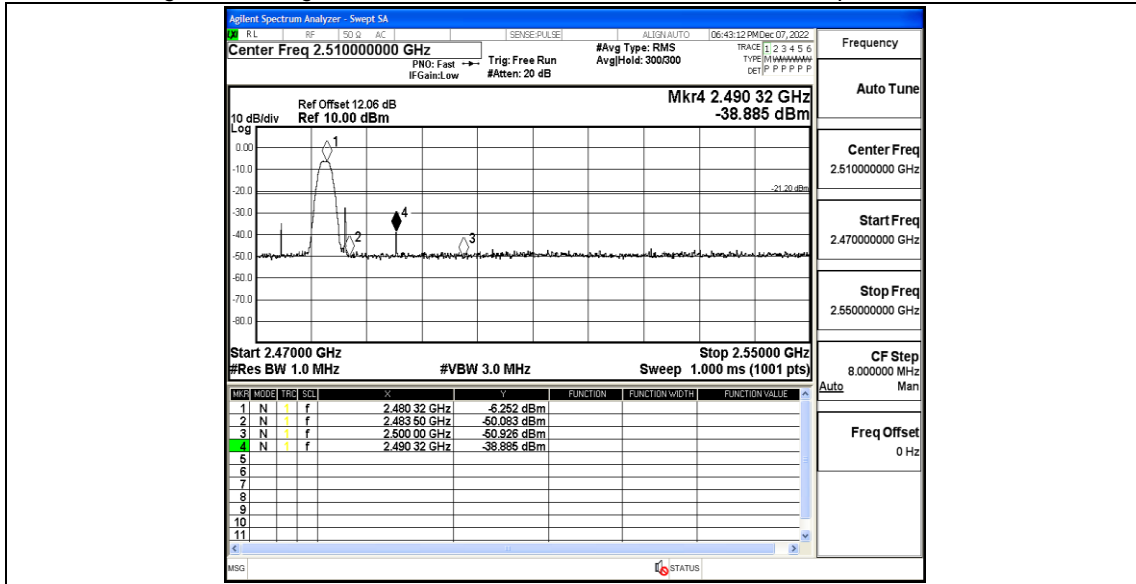 Agilent Spectrum Analyzer - Swept SA
RL RF 50 Ω AC SENSE:PULSE ALIGNAUTO 06:43:12 PM Dec 07, 2022
Center Freq 2.510000000 GHz
PNO: Fast
IFGain:Low
Trig: Free Run
#Atten: 20 dB
#Avg Type: RMS
Avg|Hold: 300/300
TRACE 1 2 3 4 5 6
TYPE M W W W W W
DET P P P P P P
Frequency
Auto Tune
Mkr4 2.490 32 GHz
-38.885 dBm
Ref Offset 12.06 dB
10 dB/div Ref 10.00 dBm
Log
0.00
-10.0
-20.0
-30.0
-40.0
-50.0
-60.0
-70.0
-80.0
1
2
4
3
-21.20 dBm
Center Freq
2.510000000 GHz
Start Freq
2.470000000 GHz
Stop Freq
2.550000000 GHz
CF Step
8.000000 MHz
Auto Man
Freq Offset
0 Hz
Start 2.47000 GHz Stop 2.55000 GHz
#Res BW 1.0 MHz #VBW 3.0 MHz Sweep 1.000 ms (1001 pts)
MKR MODE TRC SCL X Y FUNCTION FUNCTION WIDTH FUNCTION VALUE
1 N 1 f 2.480 32 GHz -6.252 dBm
2 N 1 f 2.483 50 GHz -50.083 dBm
3 N 1 f 2.500 00 GHz -50.926 dBm
4 N 1 f 2.490 32 GHz -38.885 dBm
5
6
7
8
9
10
11
MSG STATUS